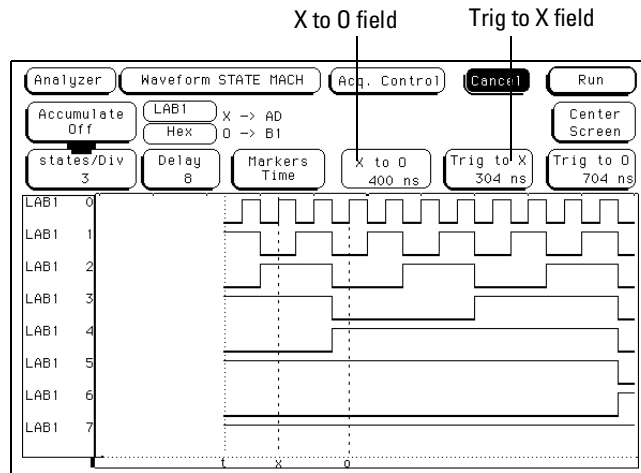 X to O field Trig to X field
Analyzer Waveform STATE MACH Acq. Control Cancel Run
Accumulate Off LAB1 Hex X -> AD O -> B1 Center Screen
states/Div 3 Delay 8 Markers Time X to O 400 ns Trig to X 304 ns Trig to O 704 ns
LAB1 0
LAB1 1
LAB1 2
LAB1 3
LAB1 4
LAB1 5
LAB1 6
LAB1 7
t X O